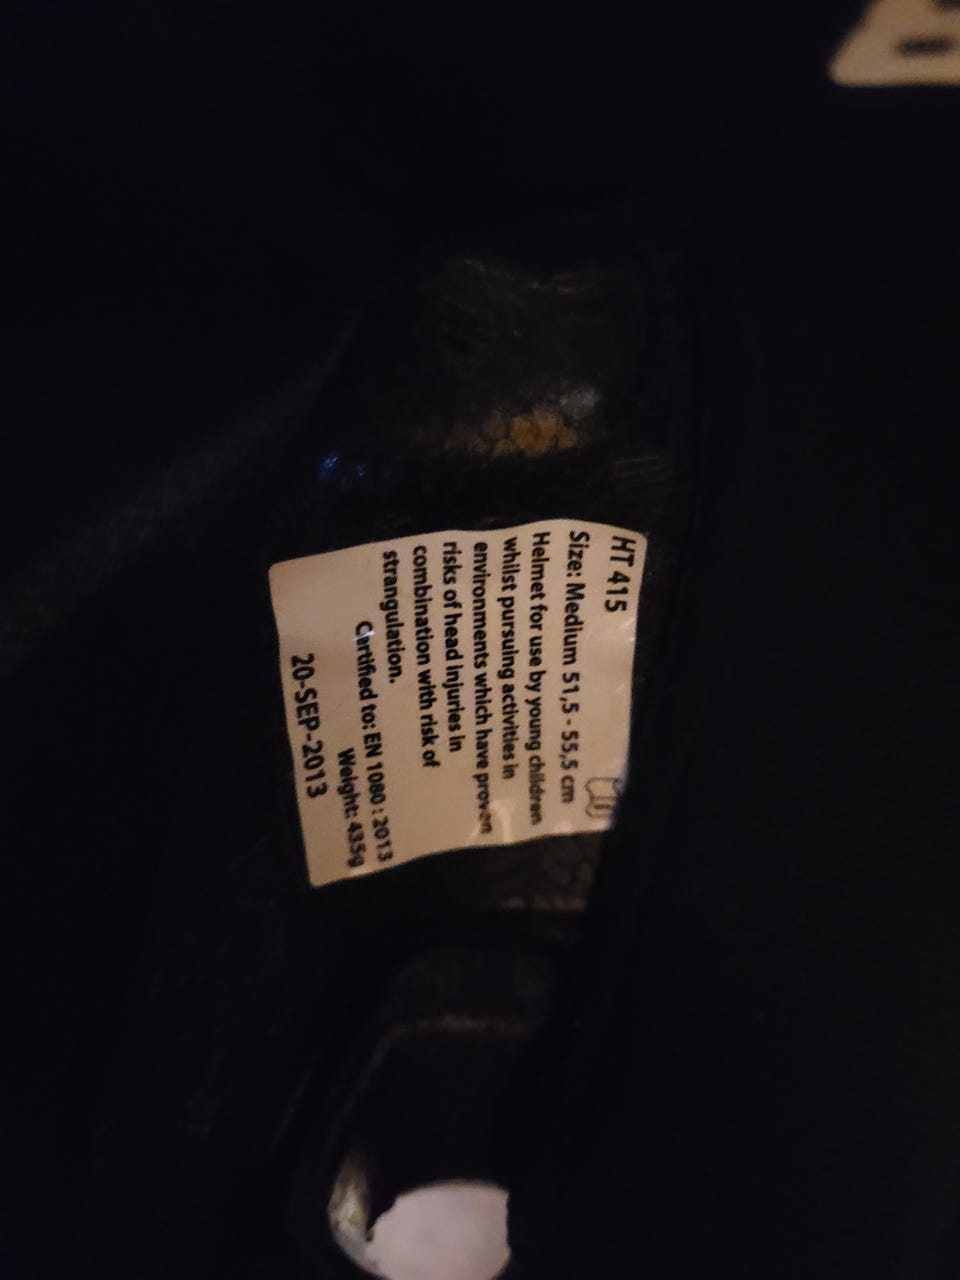 HT 415
Size: Medium 51,5 - 55,5 cm
Helmet for use by young children
whilst pursuing activities in
environments which have proven
risks of head injuries in
combination with risk of
strangulation.
Certified to: EN 1080 : 2013
Weight: 435g
20-SEP-2013